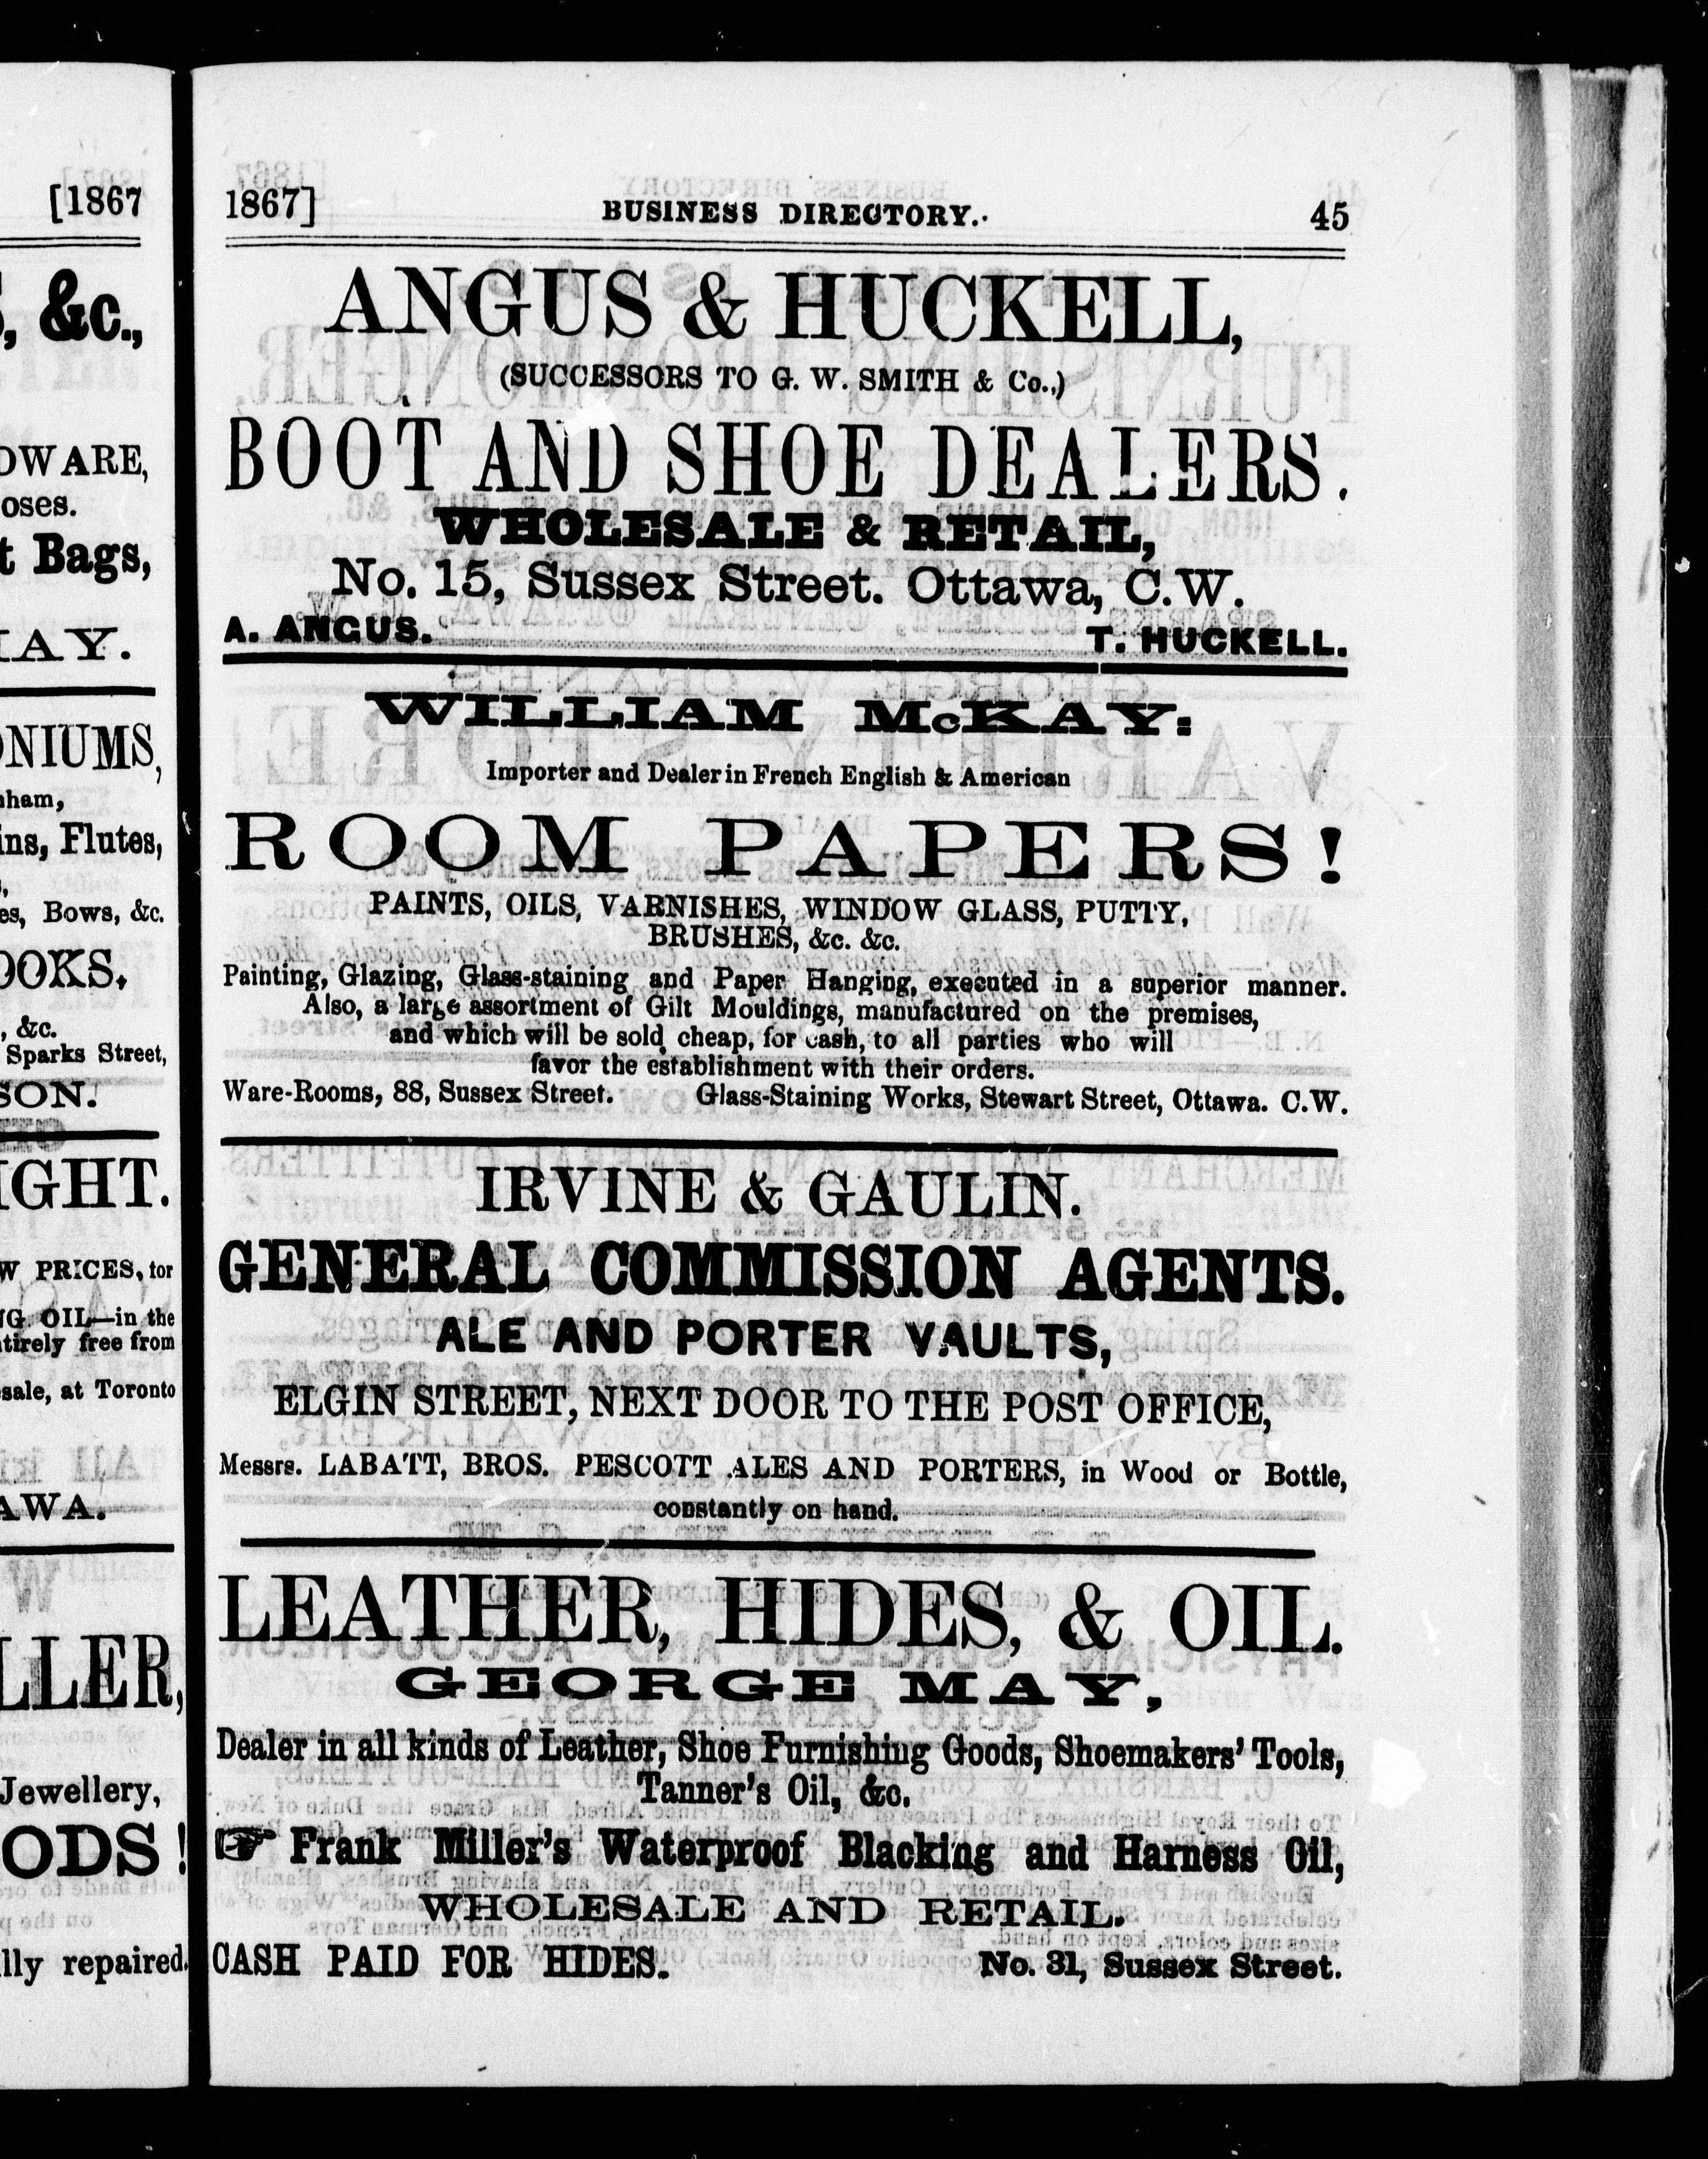 [1867
, &c.,
DWARE,
oses.
t Bags,
AY.
NIUMS,
ham,
ins, Flutes,
es, Bows, &c.
OOKS,
, &c.
Sparks Street,
SON.
IGHT.
W PRICES, for
NG OIL—in the
ntirely free from
sale, at Toronto
AWA.
LLER,
Jewellery,
ODS!
lly repaired.
1867] BUSINESS DIRECTORY. 45
ANGUS & HUCKELL,
(SUCCESSORS TO G. W. SMITH & Co.,)
BOOT AND SHOE DEALERS.
WHOLESALE & RETAIL,
No. 15, Sussex Street. Ottawa, C.W.
A. ANGUS. T. HUCKELL.
WILLIAM McKAY:
Importer and Dealer in French English & American
ROOM PAPERS!
PAINTS, OILS, VARNISHES, WINDOW GLASS, PUTTY,
BRUSHES, &c. &c.
Painting, Glazing, Glass-staining and Paper Hanging, executed in a superior manner.
Also, a large assortment of Gilt Mouldings, manufactured on the premises,
and which will be sold cheap, for cash, to all parties who will
favor the establishment with their orders.
Ware-Rooms, 88, Sussex Street. Glass-Staining Works, Stewart Street, Ottawa. C.W.
IRVINE & GAULIN.
GENERAL COMMISSION AGENTS.
ALE AND PORTER VAULTS,
ELGIN STREET, NEXT DOOR TO THE POST OFFICE,
Messrs. LABATT, BROS. PESCOTT ALES AND PORTERS, in Wood or Bottle,
constantly on hand.
LEATHER, HIDES, & OIL.
GEORGE MAY,
Dealer in all kinds of Leather, Shoe Furnishing Goods, Shoemakers' Tools,
Tanner's Oil, &c.
☞ Frank Miller's Waterproof Blacking and Harness Oil,
WHOLESALE AND RETAIL.
CASH PAID FOR HIDES. No. 31, Sussex Street.